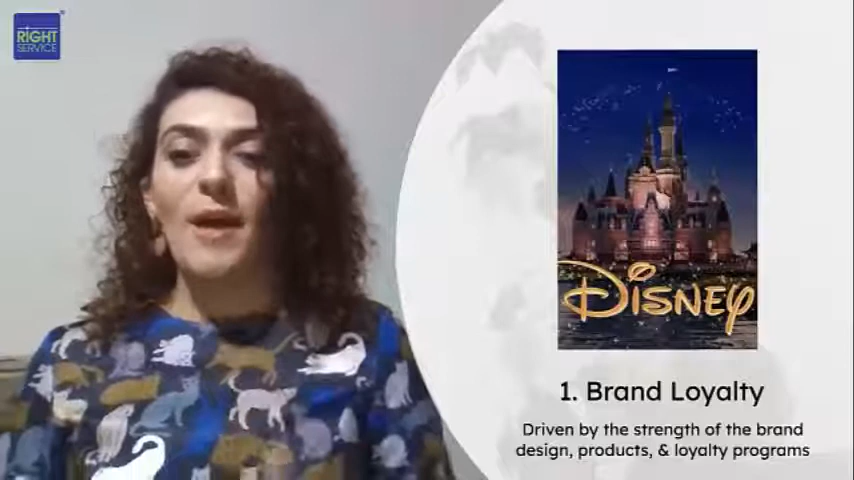 RIGHT
SERVICE
DISNEY
1. Brand Loyalty
Driven by the strength of the brand
design, products, & loyalty programs